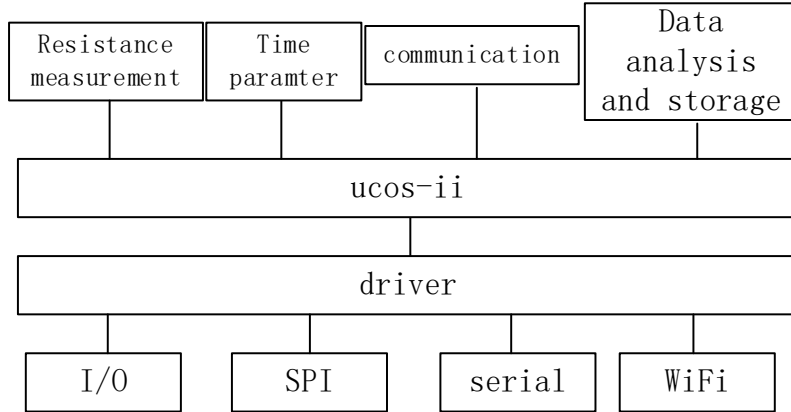 Resistance
measurement
Time
paramter
communication
Data
analysis
and storage
ucos-ii
driver
I/O
SPI
serial
WiFi